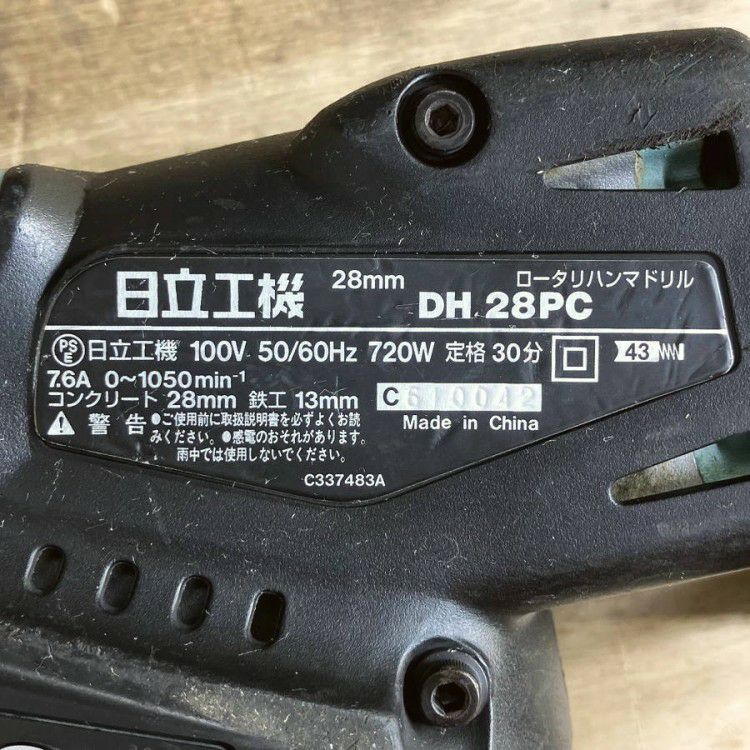 28mm ロータリハンマドリル
日立工機 DH 28PC
PS E 日立工機 100V 50/60Hz 720W 定格 30分 43
7.6A 0〜1050min⁻¹
コンクリート 28mm 鉄工 13mm C610042
警告 ●ご使用前に取扱説明書を必ずよくお読 Made in China
みください。●感電のおそれがあります。
雨中では使用しないでください。
C337483A